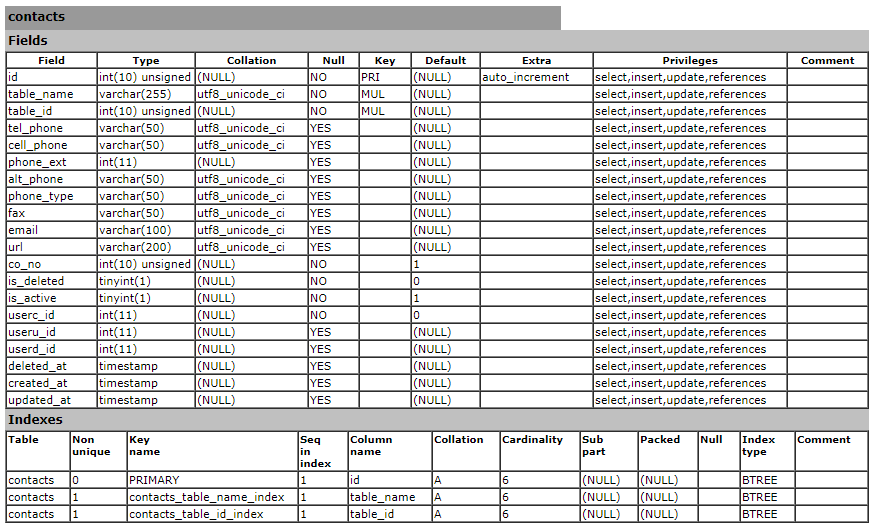 contacts
Fields
Field Type Collation Null Key Default Extra Privileges Comment
id int(10) unsigned (NULL) NO PRI (NULL) auto_increment select,insert,update,references
table_name varchar(255) utf8_unicode_ci NO MUL (NULL) select,insert,update,references
table_id int(10) unsigned (NULL) NO MUL (NULL) select,insert,update,references
tel_phone varchar(50) utf8_unicode_ci YES (NULL) select,insert,update,references
cell_phone varchar(50) utf8_unicode_ci YES (NULL) select,insert,update,references
phone_ext int(11) (NULL) YES (NULL) select,insert,update,references
alt_phone varchar(50) utf8_unicode_ci YES (NULL) select,insert,update,references
phone_type varchar(50) utf8_unicode_ci YES (NULL) select,insert,update,references
fax varchar(50) utf8_unicode_ci YES (NULL) select,insert,update,references
email varchar(100) utf8_unicode_ci YES (NULL) select,insert,update,references
url varchar(200) utf8_unicode_ci YES (NULL) select,insert,update,references
co_no int(10) unsigned (NULL) NO 1 select,insert,update,references
is_deleted tinyint(1) (NULL) NO 0 select,insert,update,references
is_active tinyint(1) (NULL) NO 1 select,insert,update,references
userc_id int(11) (NULL) NO 0 select,insert,update,references
useru_id int(11) (NULL) YES (NULL) select,insert,update,references
userd_id int(11) (NULL) YES (NULL) select,insert,update,references
deleted_at timestamp (NULL) YES (NULL) select,insert,update,references
created_at timestamp (NULL) YES (NULL) select,insert,update,references
updated_at timestamp (NULL) YES (NULL) select,insert,update,references
Indexes
Table Non unique Key name Seq in index Column name Collation Cardinality Sub part Packed Null Index type Comment
contacts 0 PRIMARY 1 id A 6 (NULL) (NULL) BTREE
contacts 1 contacts_table_name_index 1 table_name A 6 (NULL) (NULL) BTREE
contacts 1 contacts_table_id_index 1 table_id A 6 (NULL) (NULL) BTREE